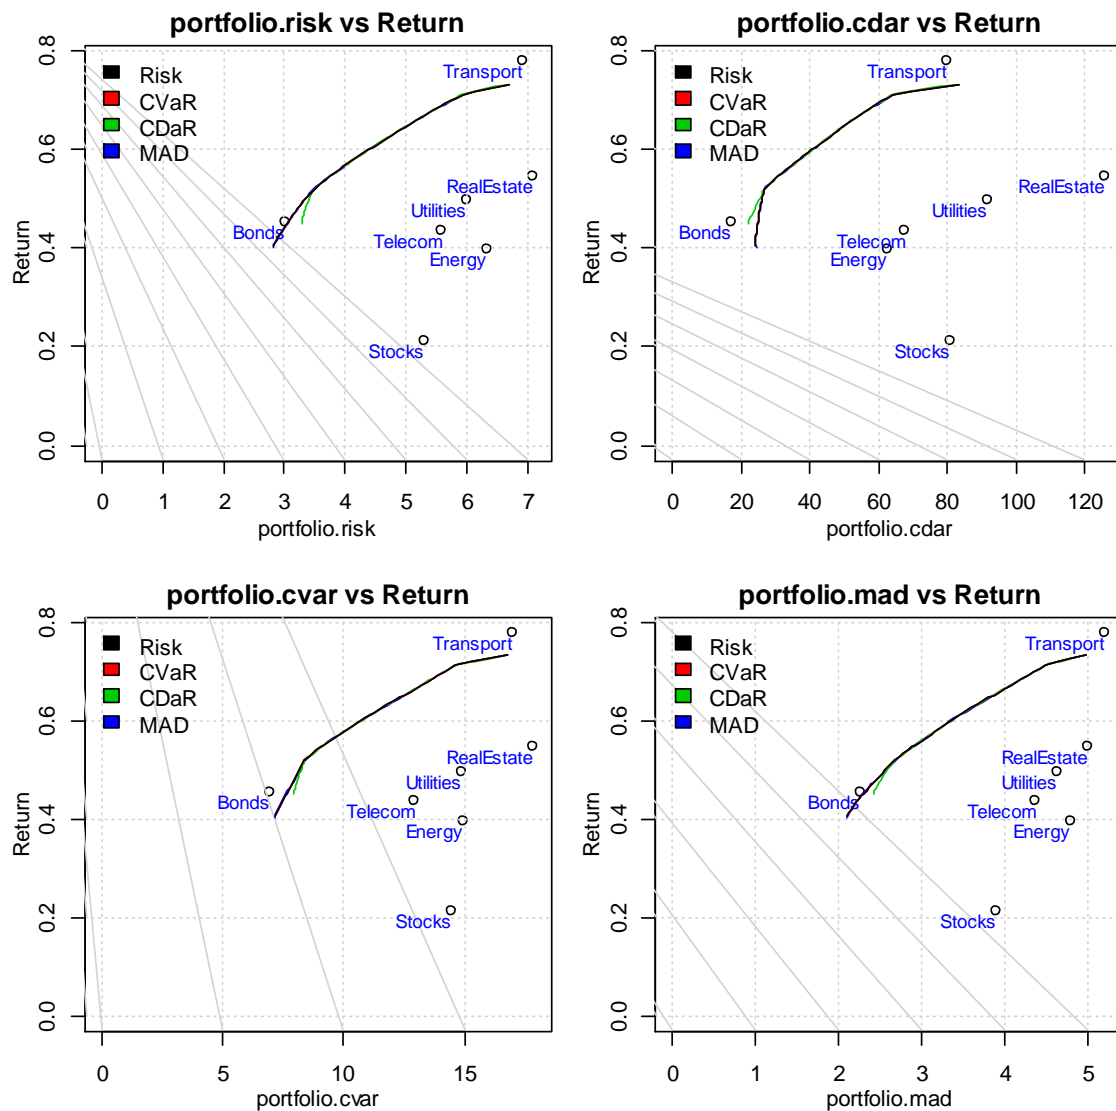 portfolio.risk vs Return
Return
0.8
0.6
0.4
0.2
0.0
Risk
CVaR
CDaR
MAD
Transport
RealEstate
Utilities
Bonds
Telecom
Energy
Stocks
0 1 2 3 4 5 6 7
portfolio.risk
portfolio.cdar vs Return
Return
0.8
0.6
0.4
0.2
0.0
Risk
CVaR
CDaR
MAD
Transport
RealEstate
Utilities
Bonds
Telecom
Energy
Stocks
0 20 40 60 80 100 120
portfolio.cdar
portfolio.cvar vs Return
Return
0.8
0.6
0.4
0.2
0.0
Risk
CVaR
CDaR
MAD
Transport
RealEstate
Utilities
Bonds
Telecom
Energy
Stocks
0 5 10 15
portfolio.cvar
portfolio.mad vs Return
Return
0.8
0.6
0.4
0.2
0.0
Risk
CVaR
CDaR
MAD
Transport
RealEstate
Utilities
Bonds
Telecom
Energy
Stocks
0 1 2 3 4 5
portfolio.mad